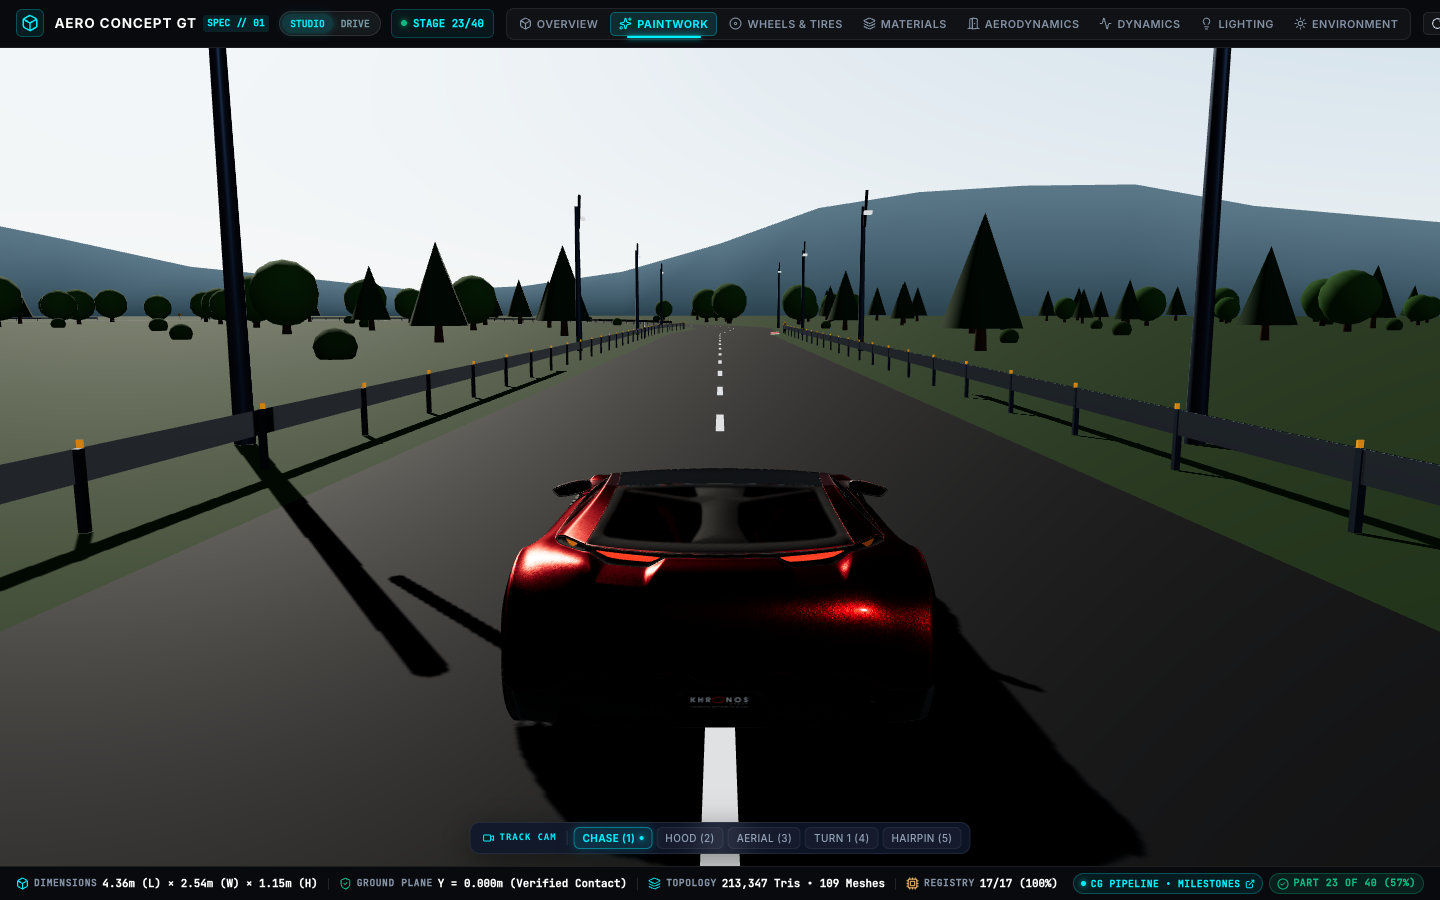 AERO CONCEPT GT SPEC // 01 STUDIO DRIVE STAGE 23/40 OVERVIEW PAINTWORK WHEELS & TIRES MATERIALS AERODYNAMICS DYNAMICS LIGHTING ENVIRONMENT
KHRONOS
TRACK CAM CHASE (1) HOOD (2) AERIAL (3) TURN 1 (4) HAIRPIN (5)
DIMENSIONS 4.36m (L) × 2.54m (W) × 1.15m (H) GROUND PLANE Y = 0.000m (Verified Contact) TOPOLOGY 213,347 Tris • 109 Meshes REGISTRY 17/17 (100%) CG PIPELINE • MILESTONES PART 23 OF 40 (57%)